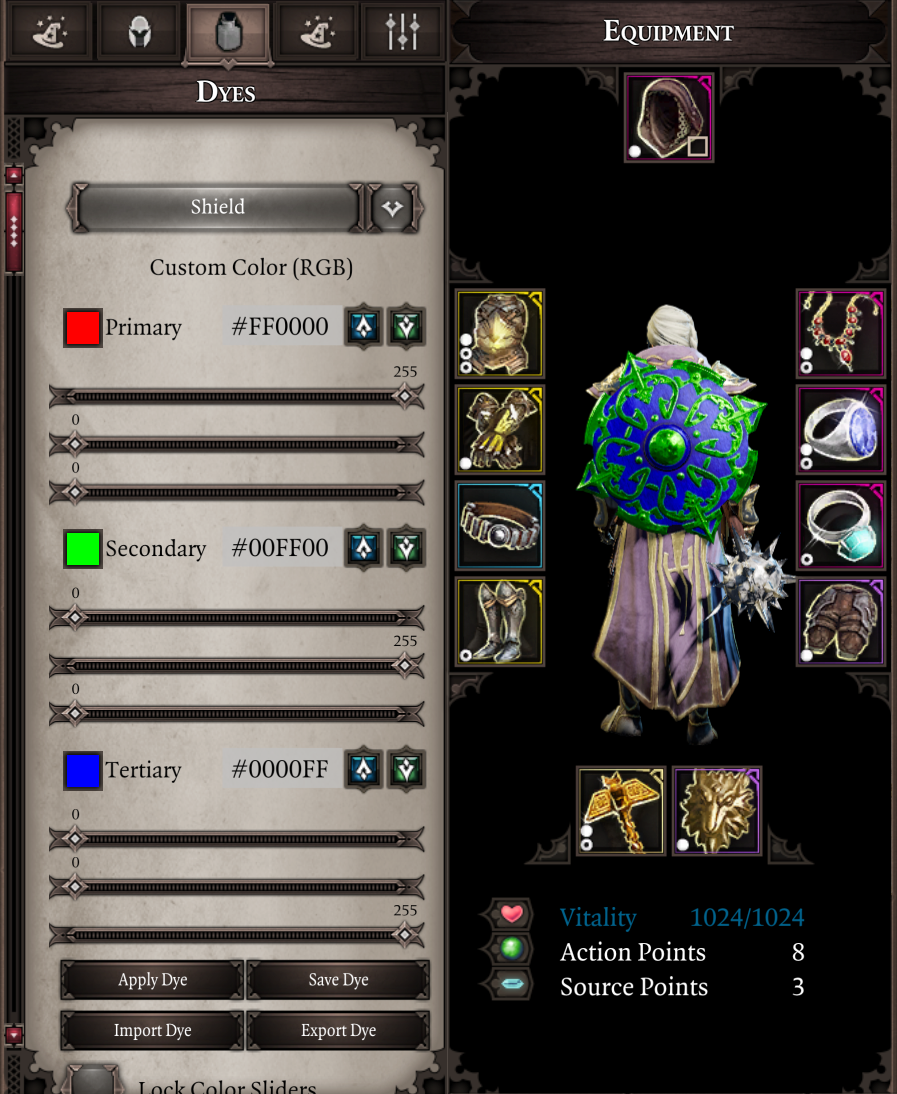 Dyes
Shield
Custom Color (RGB)
Primary #FF0000
255
0
0
Secondary #00FF00
0
255
0
Tertiary #0000FF
0
0
255
Apply Dye
Save Dye
Import Dye
Export Dye
Lock Color Sliders
Equipment
Vitality 1024/1024
Action Points 8
Source Points 3